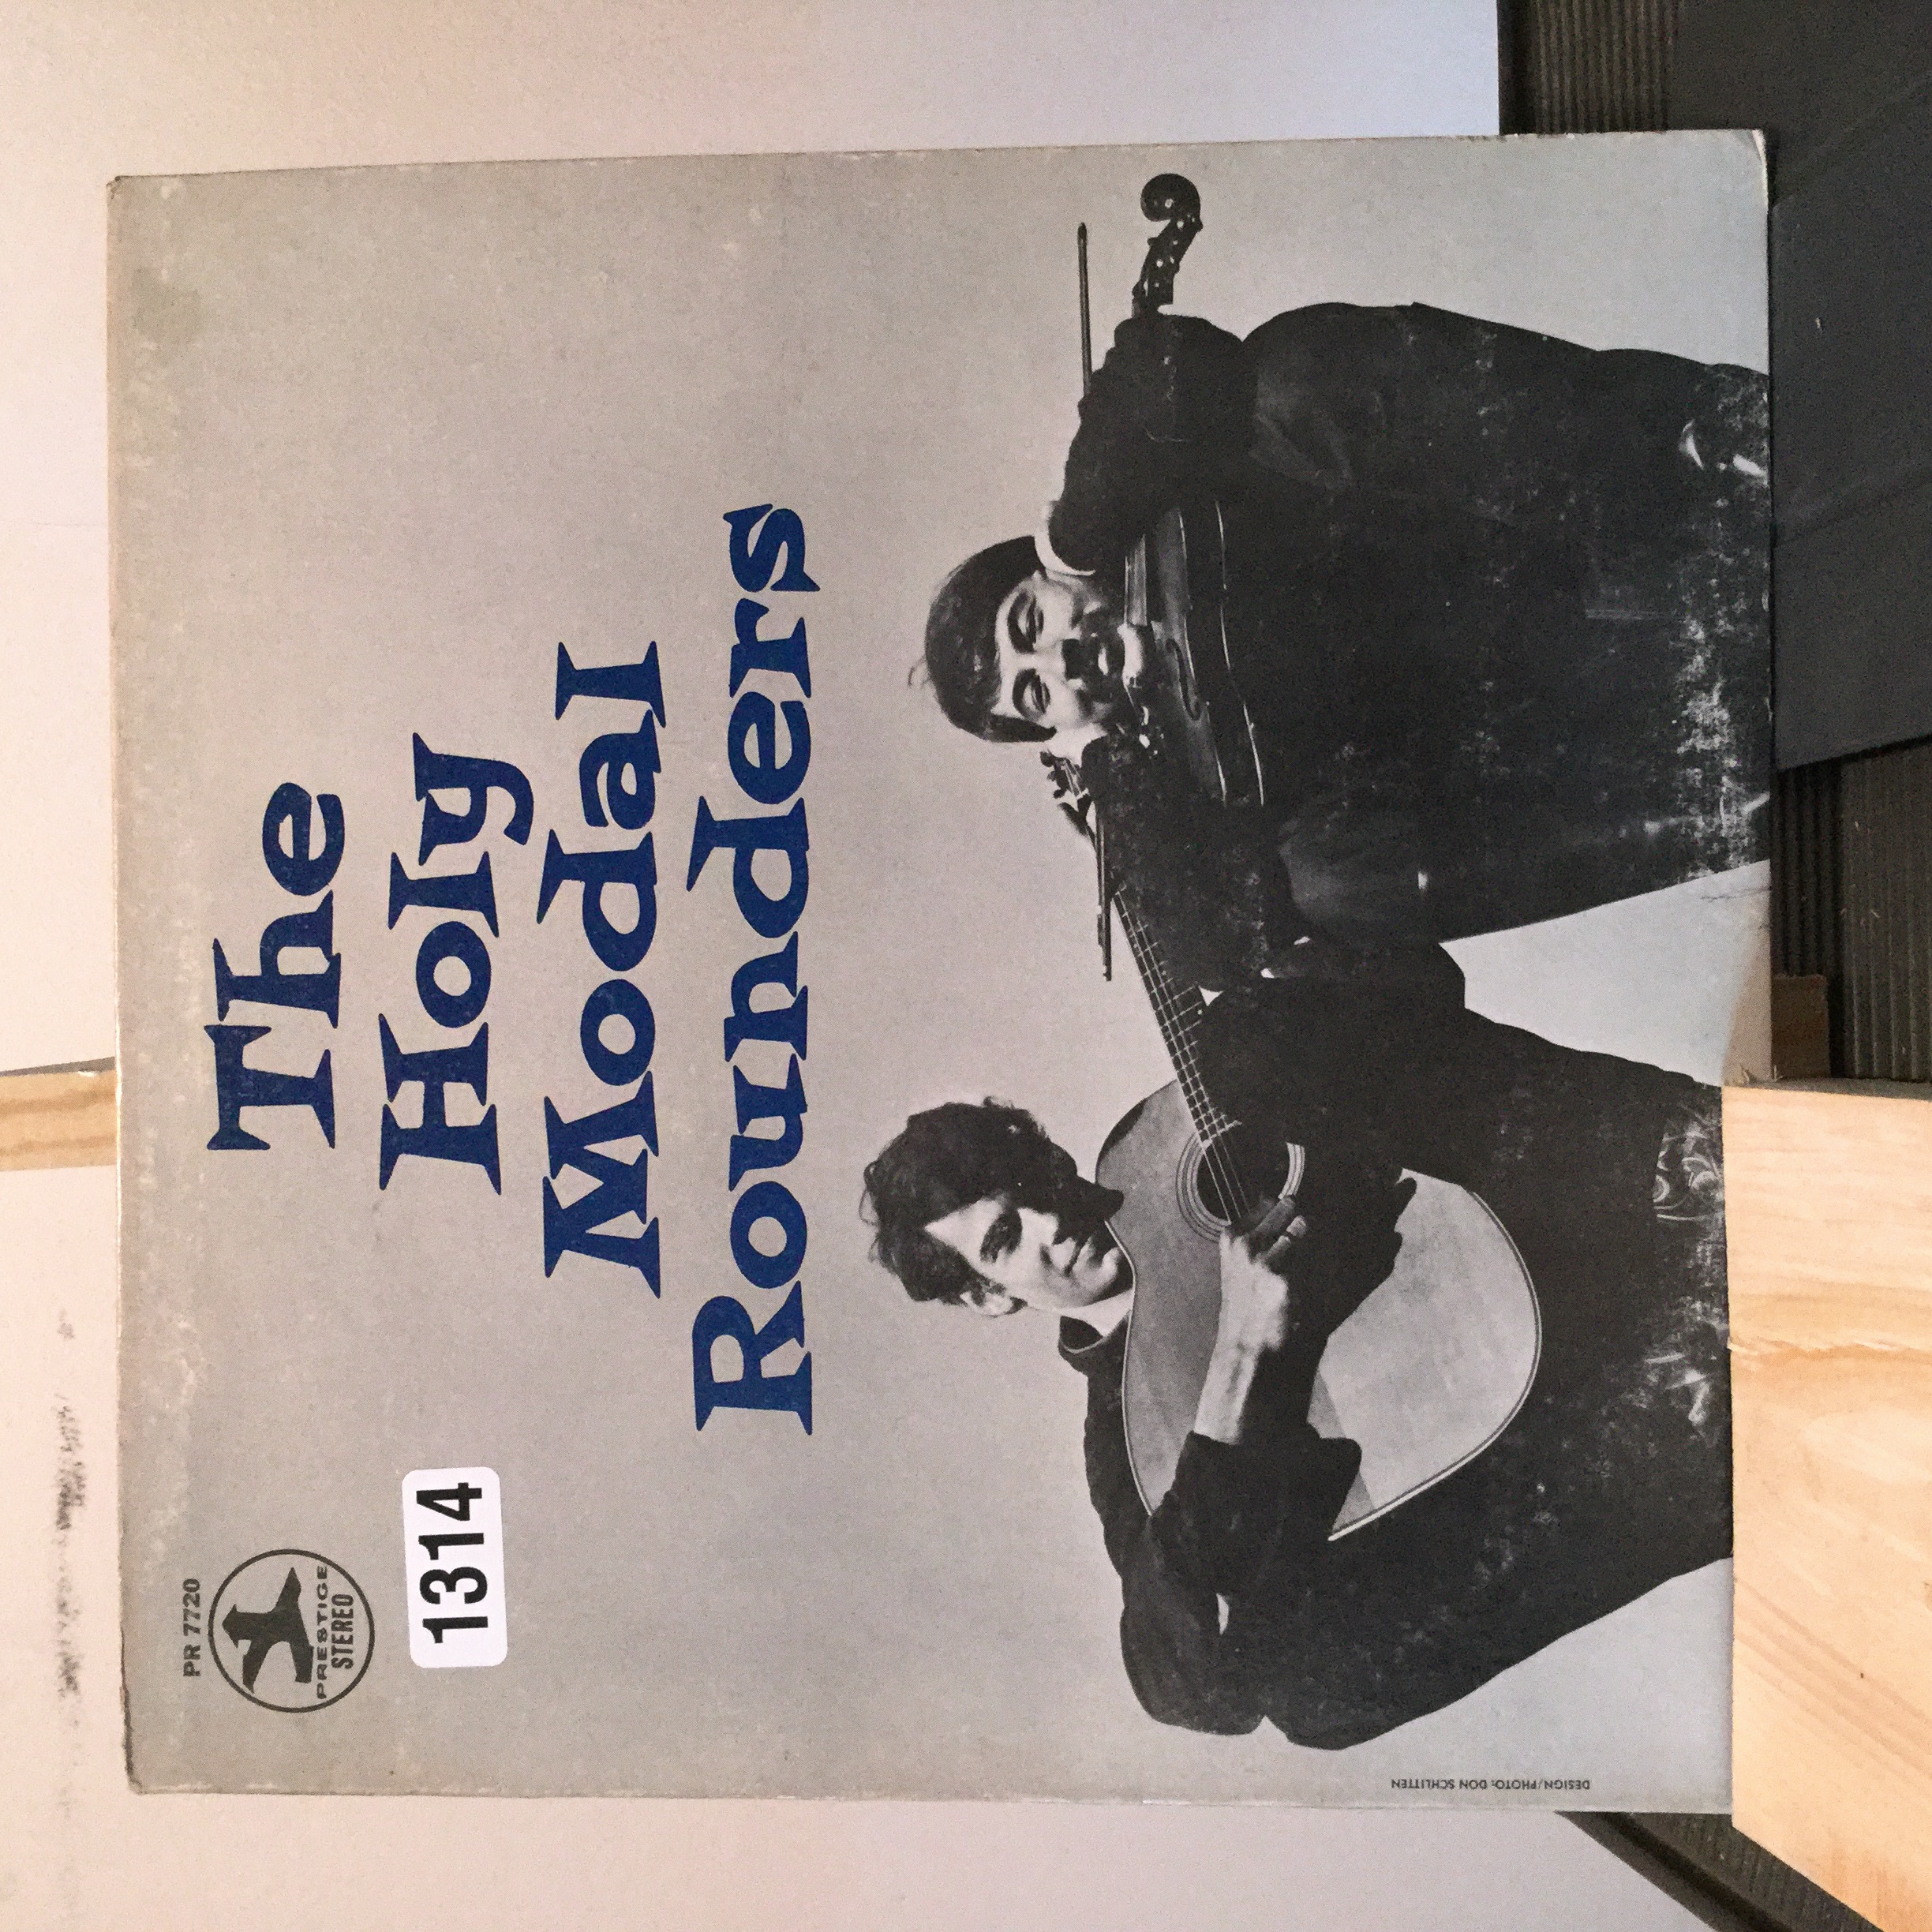 PR 7720
PRESTIGE
STEREO
1314
The
Holy
Modal
Rounders
DESIGN/PHOTO: DON SCHLITTEN